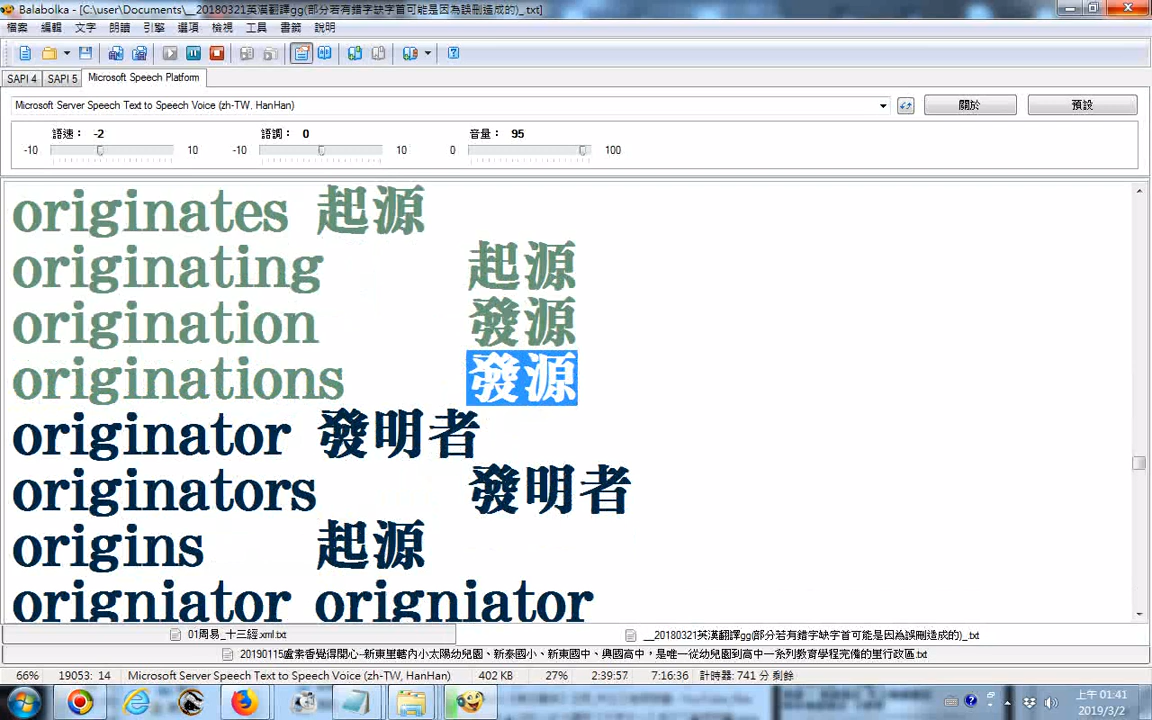 Balabolka - [C:\user\Documents\__20180321英漢翻譯gg(部分若有錯字缺字首可能是因為誤刪造成的)_.txt]
檔案 編輯 文字 朗讀 引擎 選項 檢視 工具 書籤 說明
SAPI 4 SAPI 5 Microsoft Speech Platform
Microsoft Server Speech Text to Speech Voice (zh-TW, HanHan) 關於 預設
語速： -2 語調： 0 音量： 95
-10 10 -10 10 0 100
originates 起源
originating 起源
origination 發源
originations 發源
originator 發明者
originators 發明者
origins 起源
origniator origniator
01周易_十三經.xml.txt __20180321英漢翻譯gg(部分若有錯字缺字首可能是因為誤刪造成的)_.txt
20190115盧素香覺得開心~新東里轄內小太陽幼兒園、新泰國小、新東國中、興國高中，是唯一從幼兒園到高中一系列教育學程完備的里行政區.txt
66% 19053: 14 Microsoft Server Speech Text to Speech Voice (zh-TW, HanHan) 402 KB 27% 2:39:57 7:16:36 計時器: 741 分 剩餘
上午 01:41
2019/3/2